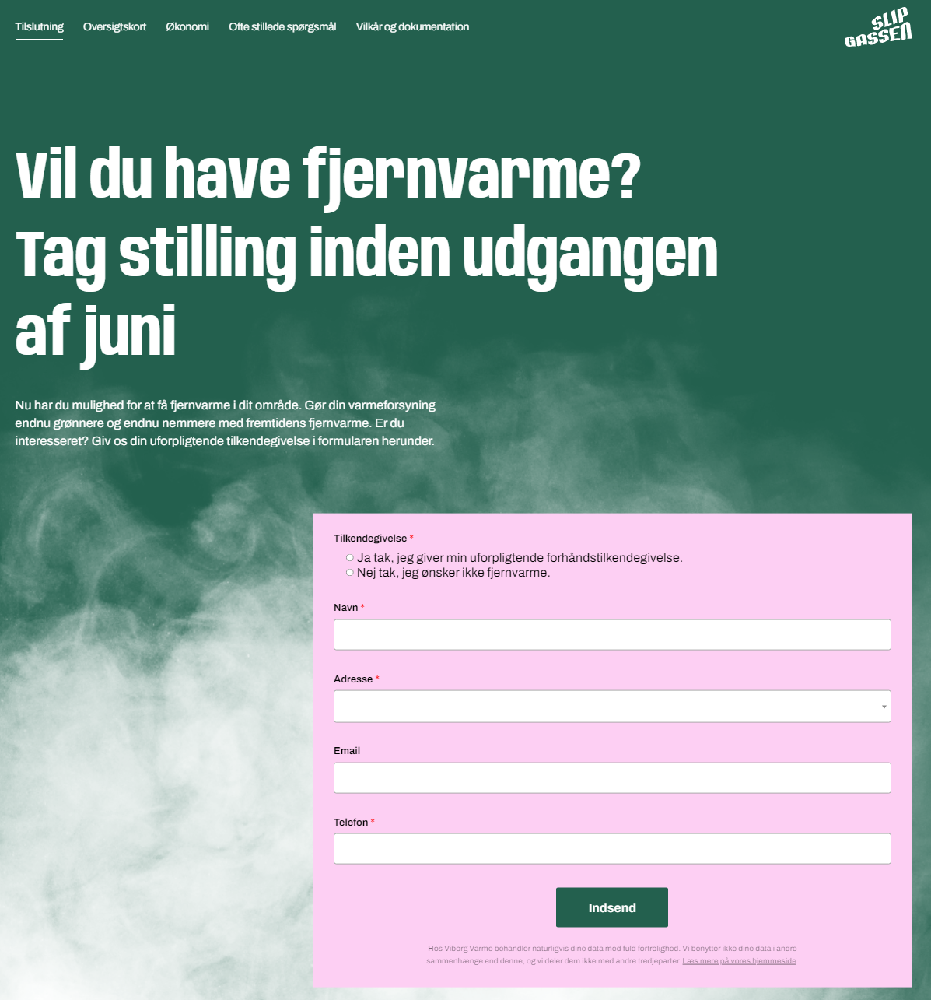 Tilslutning Oversigtskort Økonomi Ofte stillede spørgsmål Vilkår og dokumentation
SLIP
GASSEN
Vil du have fjernvarme?
Tag stilling inden udgangen
af juni
Nu har du mulighed for at få fjernvarme i dit område. Gør din varmeforsyning
endnu grønnere og endnu nemmere med fremtidens fjernvarme. Er du
interesseret? Giv os din uforpligtende tilkendegivelse i formularen herunder.
Tilkendegivelse *
Ja tak, jeg giver min uforpligtende forhåndstilkendegivelse.
Nej tak, jeg ønsker ikke fjernvarme.
Navn *
Adresse *
Email
Telefon *
Indsend
Hos Viborg Varme behandler naturligvis dine data med fuld fortrolighed. Vi benytter ikke dine data i andre
sammenhænge end denne, og vi deler dem ikke med andre tredjeparter. Læs mere på vores hjemmeside.